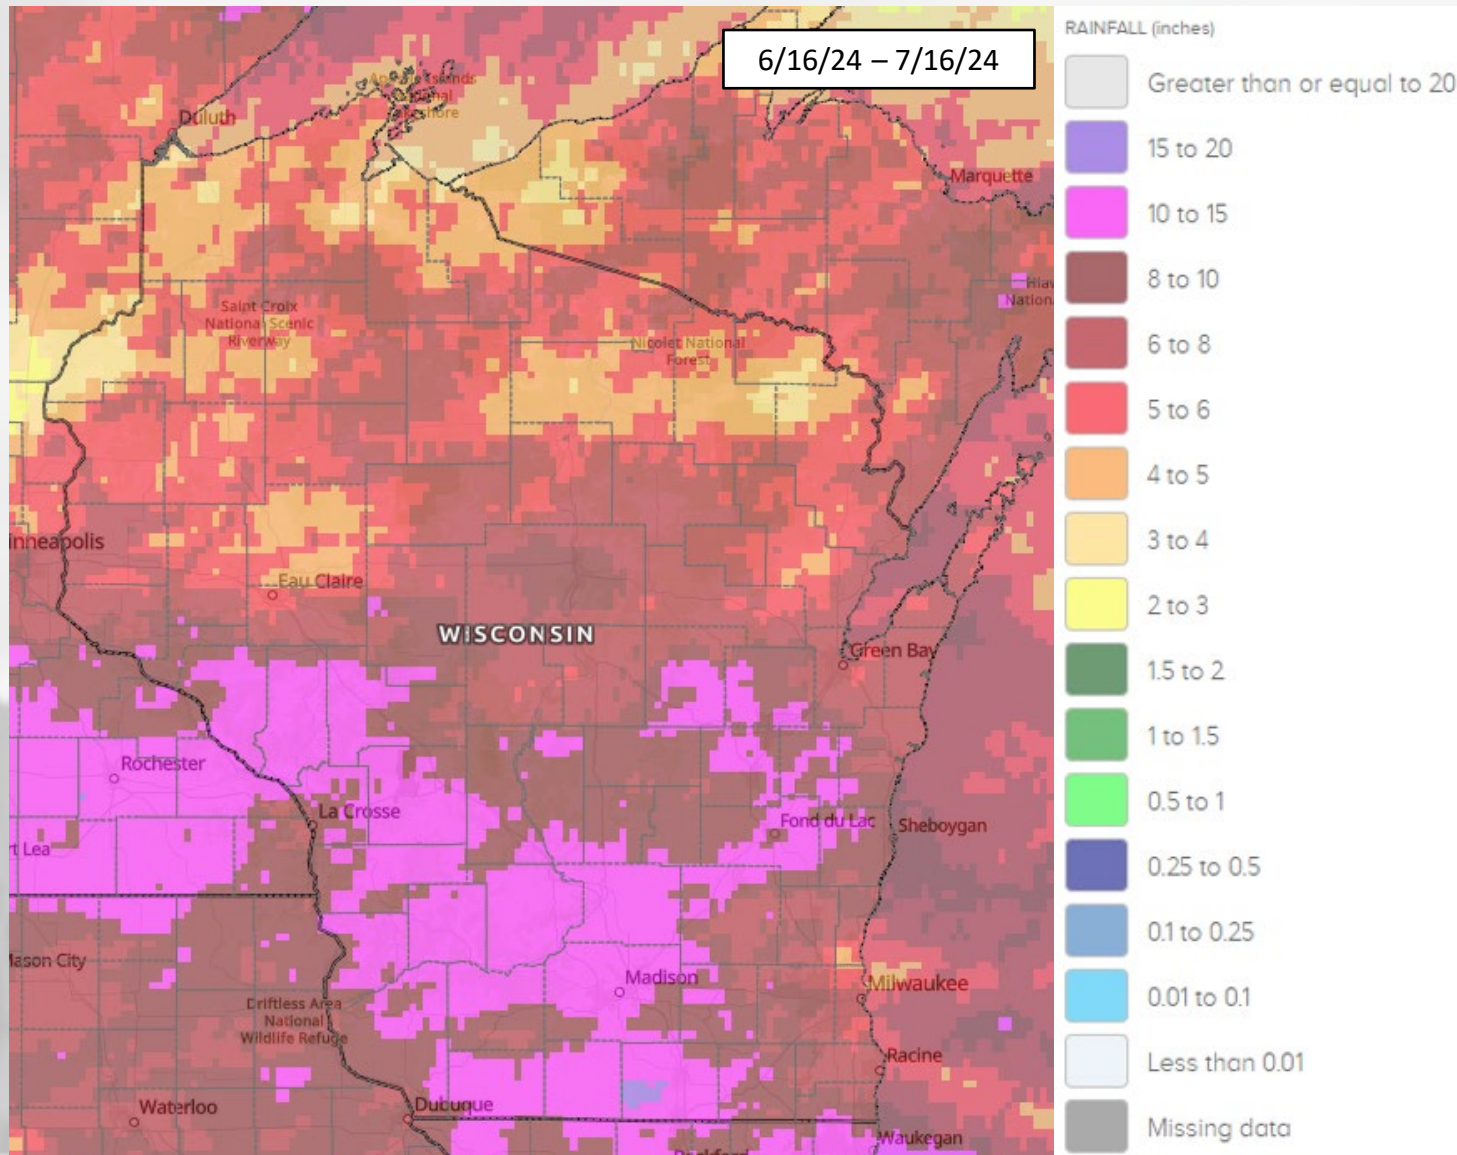 6/16/24 – 7/16/24
RAINFALL (inches)
Greater than or equal to 20
15 to 20
10 to 15
8 to 10
6 to 8
5 to 6
4 to 5
3 to 4
2 to 3
1.5 to 2
1 to 1.5
0.5 to 1
0.25 to 0.5
0.1 to 0.25
0.01 to 0.1
Less than 0.01
Missing data
Duluth
Marquette
Saint Croix
National Scenic
Riverway
Nicolet National
Forest
inneapolis
Eau Claire
WISCONSIN
Green Bay
Rochester
La Crosse
Fond du Lac
Sheboygan
rt Lea
Mason City
Madison
Milwaukee
Driftless Area
National
Wildlife Refuge
Racine
Waterloo
Dubuque
Waukegan